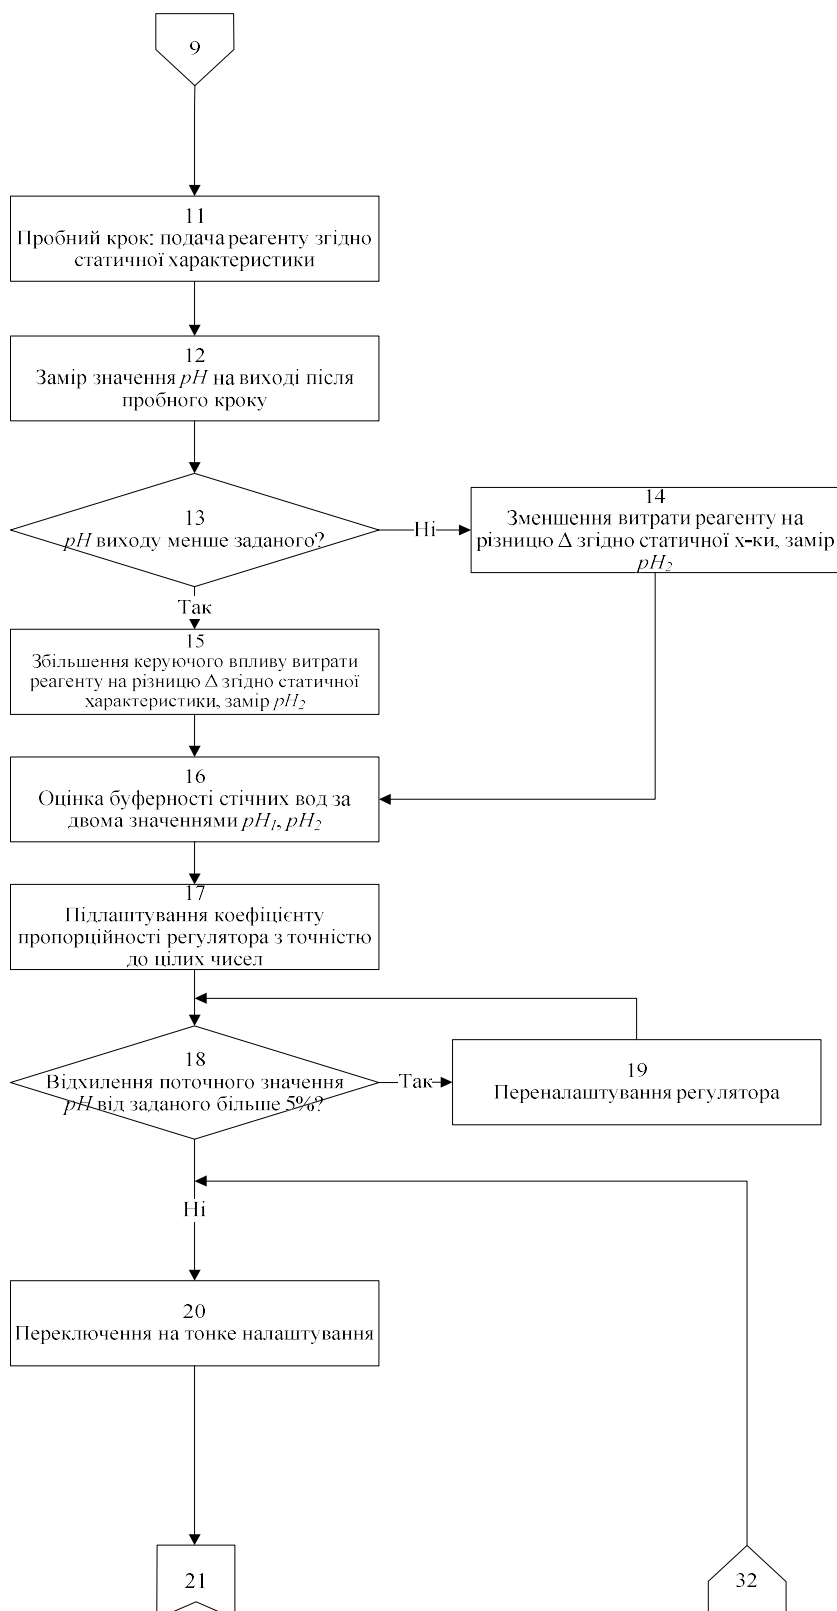 9
11
Пробний крок: подача реагенту згідно
статичної характеристики
12
Замір значення pH на виході після
пробного кроку
13
pH виходу менше заданого?
Ні
14
Зменшення витрати реагенту на
різницю Δ згідно статичної х-ки, замір
pH2
Так
15
Збільшення керуючого впливу витрати
реагенту на різницю Δ згідно статичної
характеристики, замір pH2
16
Оцінка буферності стічних вод за
двома значеннями pH1, pH2
17
Підлаштування коефіцієнту
пропорційності регулятора з точністю
до цілих чисел
18
Відхилення поточного значення
pH від заданого більше 5%?
Так
19
Переналаштування регулятора
Ні
20
Переключення на тонке налаштування
21
32